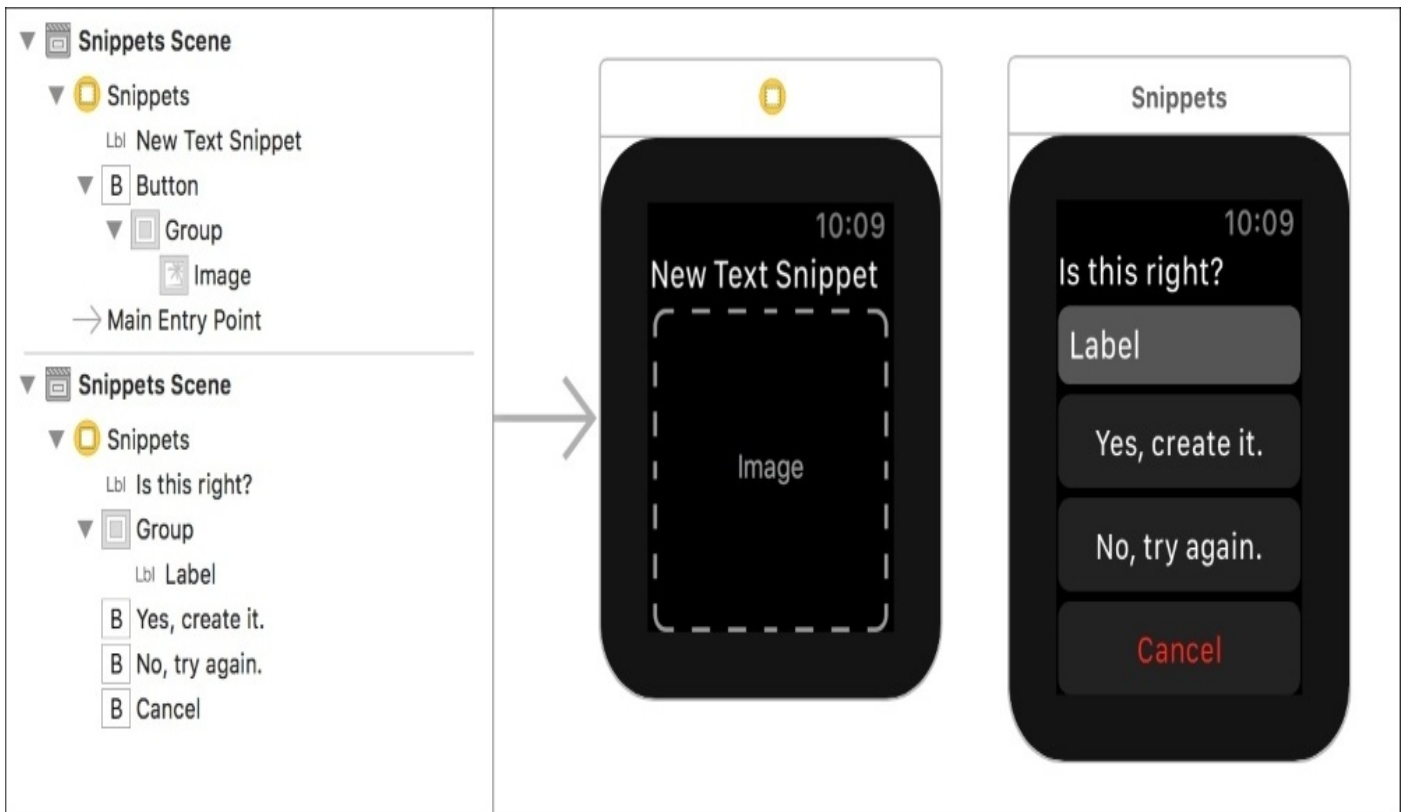 Snippets Scene
Snippets
Lbl New Text Snippet
B Button
Group
Image
Main Entry Point
Snippets Scene
Snippets
Lbl Is this right?
Group
Lbl Label
B Yes, create it.
B No, try again.
B Cancel
10:09
New Text Snippet
Image
Snippets
10:09
Is this right?
Label
Yes, create it.
No, try again.
Cancel